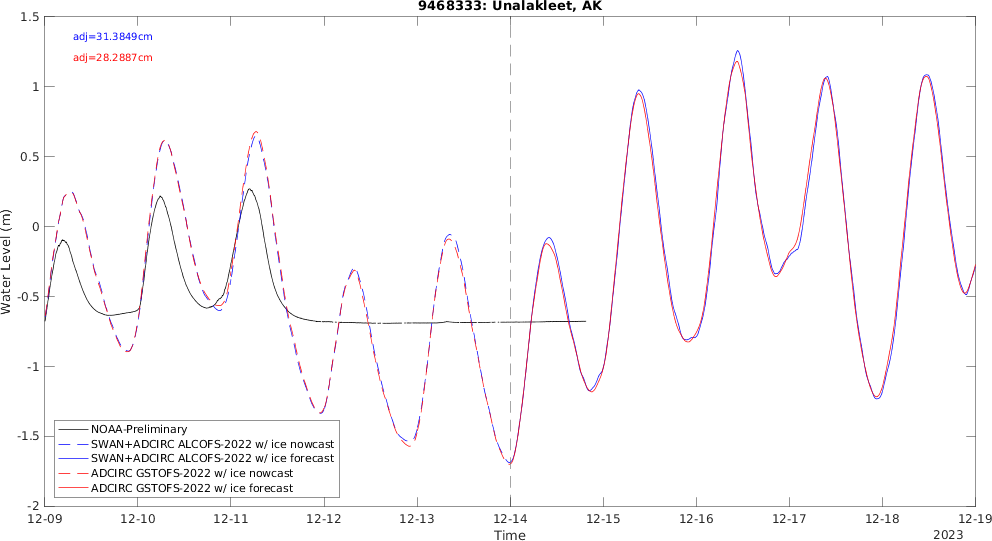 9468333: Unalakleet, AK
adj=31.3849cm
adj=28.2887cm
Water Level (m)
1.5
1
0.5
0
-0.5
-1
-1.5
-2
NOAA-Preliminary
SWAN+ADCIRC ALCOFS-2022 w/ ice nowcast
SWAN+ADCIRC ALCOFS-2022 w/ ice forecast
ADCIRC GSTOFS-2022 w/ ice nowcast
ADCIRC GSTOFS-2022 w/ ice forecast
12-09 12-10 12-11 12-12 12-13 12-14 12-15 12-16 12-17 12-18 12-19
Time
2023